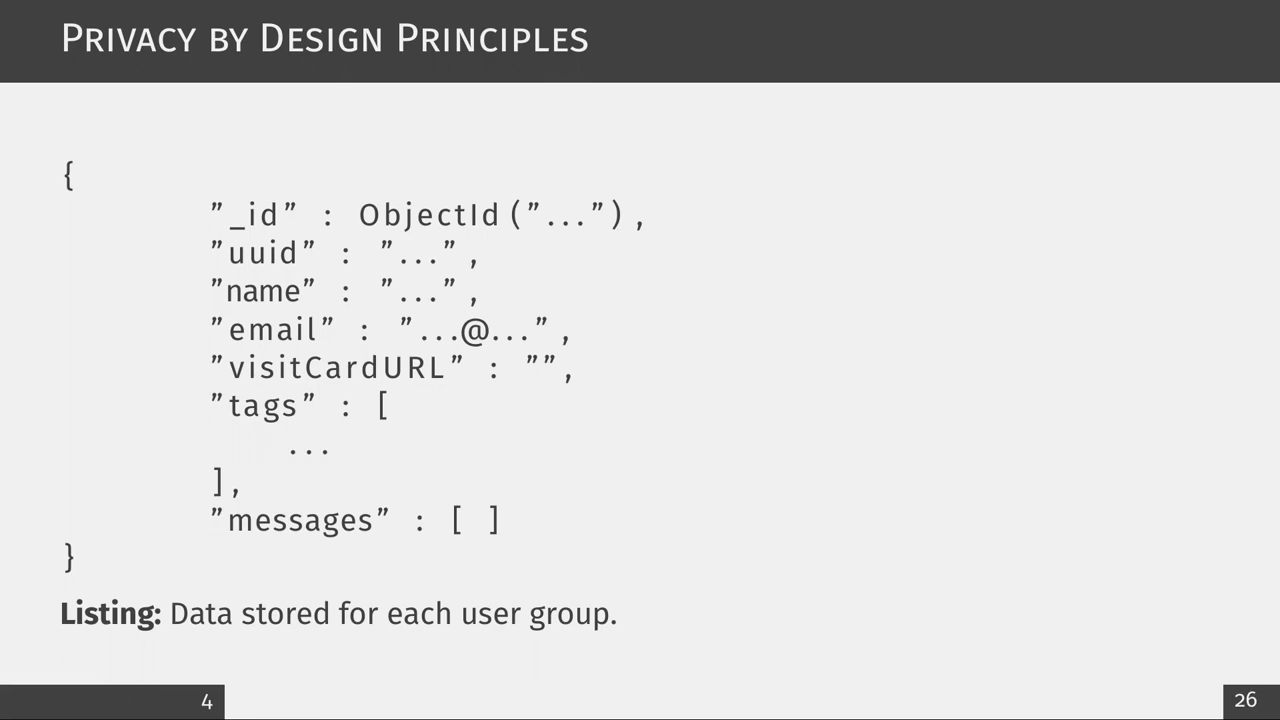 PRIVACY BY DESIGN PRINCIPLES
{
"_id" : ObjectId("..."),
"uuid" : "...",
"name" : "...",
"email" : "...@...",
"visitCardURL" : "",
"tags" : [
...
],
"messages" : [ ]
}
Listing: Data stored for each user group.
4
26